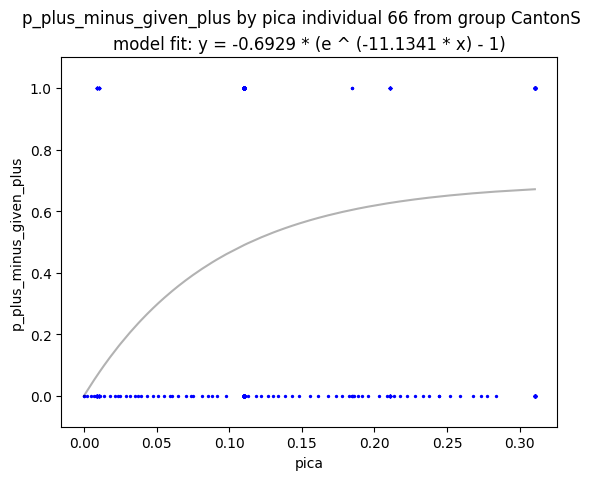 p_plus_minus_given_plus by pica individual 66 from group CantonS
model fit: y = -0.6929 * (e ^ (-11.1341 * x) - 1)
1.0
0.8
0.6
0.4
0.2
0.0
p_plus_minus_given_plus
0.00 0.05 0.10 0.15 0.20 0.25 0.30
pica